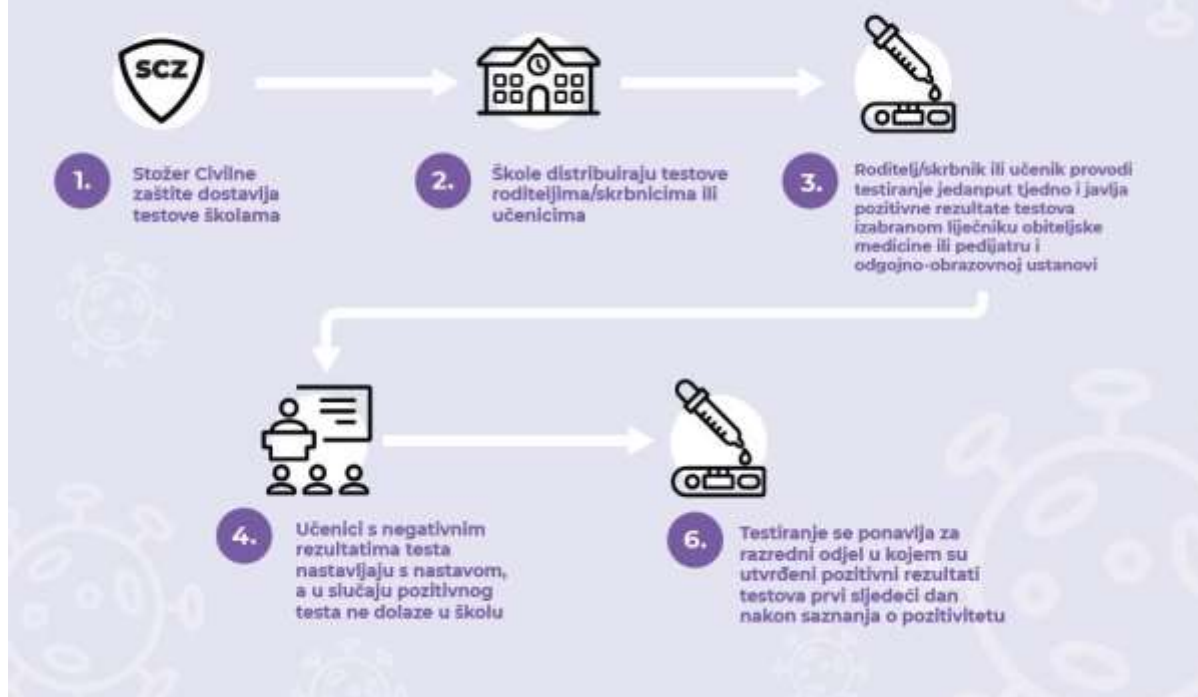 SCZ
1.
Stožer Civilne
zaštite dostavlja
testove školama
2.
Škole distribuiraju testove
roditeljima/skrbnicima ili
učenicima
3.
Roditelj/skrbnik ili učenik provodi
testiranje jedanput tjedno i javlja
pozitivne rezultate testova
izabranom liječniku obiteljske
medicine ili pedijatru i
odgojno-obrazovnoj ustanovi
4.
Učenici s negativnim
rezultatima testa
nastavljaju s nastavom,
a u slučaju pozitivnog
testa ne dolaze u školu
6.
Testiranje se ponavlja za
razredni odjel u kojem su
utvrđeni pozitivni rezultati
testova prvi sljedeći dan
nakon saznanja o pozitivitetu